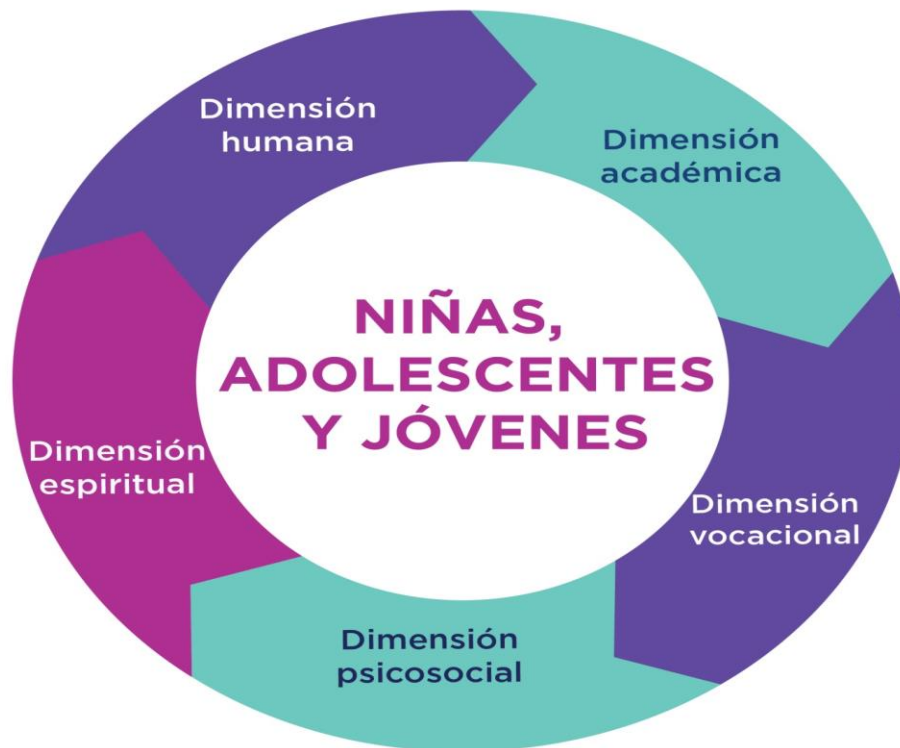 Dimensión
humana
Dimensión
académica
NIÑAS,
ADOLESCENTES
Y JÓVENES
Dimensión
espiritual
Dimensión
vocacional
Dimensión
psicosocial